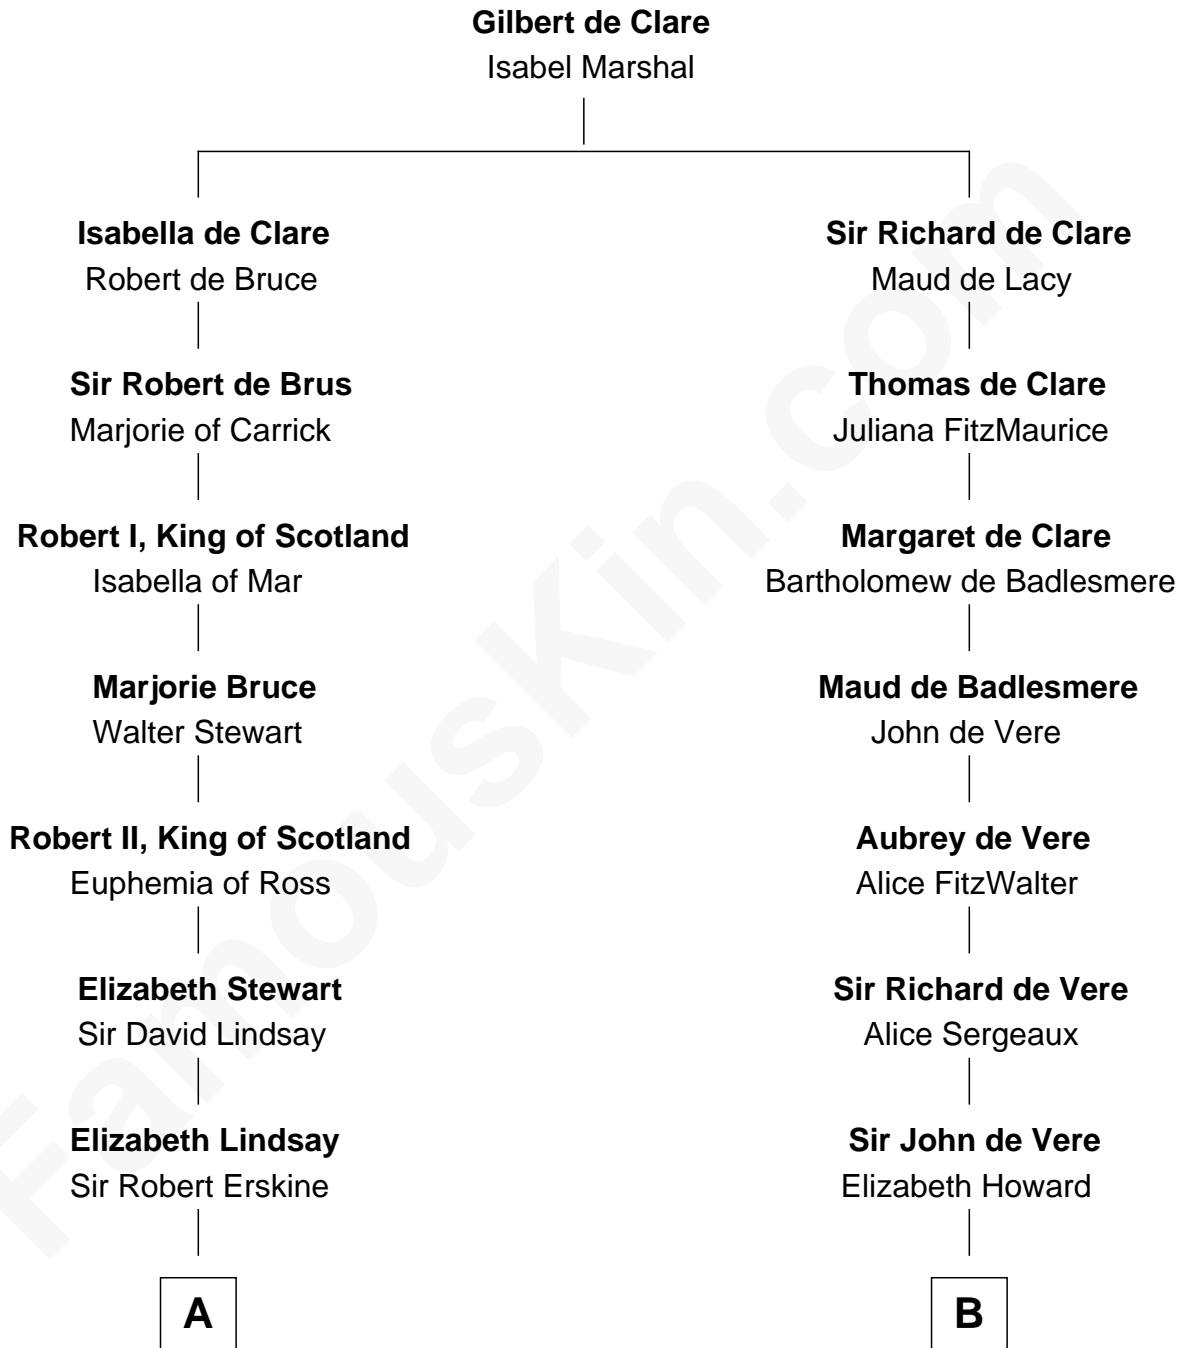 Gilbert de Clare
Isabel Marshal
Isabella de Clare
Robert de Bruce
Sir Richard de Clare
Maud de Lacy
Sir Robert de Brus
Marjorie of Carrick
Thomas de Clare
Juliana FitzMaurice
Robert I, King of Scotland
Isabella of Mar
Margaret de Clare
Bartholomew de Badlesmere
Marjorie Bruce
Walter Stewart
Maud de Badlesmere
John de Vere
Robert II, King of Scotland
Euphemia of Ross
Aubrey de Vere
Alice FitzWalter
Elizabeth Stewart
Sir David Lindsay
Sir Richard de Vere
Alice Sergeaux
Elizabeth Lindsay
Sir Robert Erskine
Sir John de Vere
Elizabeth Howard
A
B
FamousKin.com